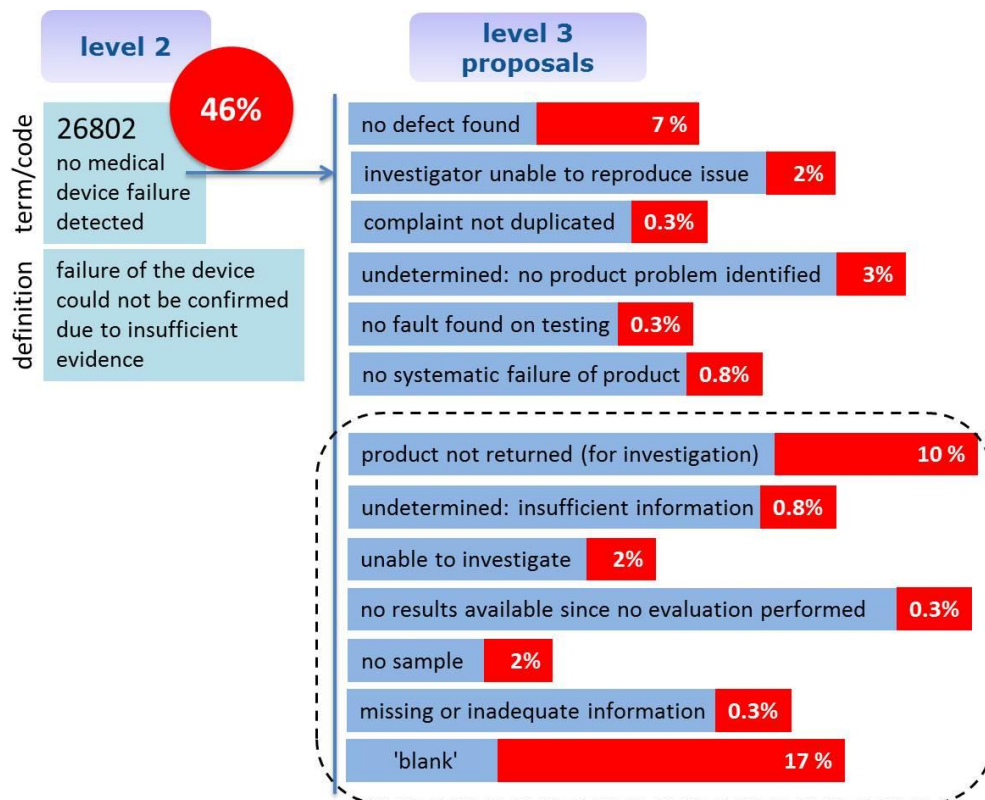 level 2
level 3
proposals
46%
term/code
26802
no medical
device failure
detected
definition
failure of the device
could not be confirmed
due to insufficient
evidence
no defect found 7 %
investigator unable to reproduce issue 2%
complaint not duplicated 0.3%
undetermined: no product problem identified 3%
no fault found on testing 0.3%
no systematic failure of product 0.8%
product not returned (for investigation) 10 %
undetermined: insufficient information 0.8%
unable to investigate 2%
no results available since no evaluation performed 0.3%
no sample 2%
missing or inadequate information 0.3%
'blank' 17 %